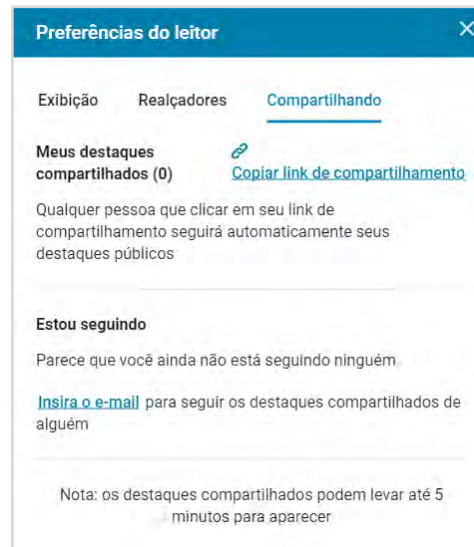 Preferências do leitor
Exibição Realçadores Compartilhando
Meus destaques
compartilhados (0)
Copiar link de compartilhamento
Qualquer pessoa que clicar em seu link de
compartilhamento seguirá automaticamente seus
destaques públicos
Estou seguindo
Parece que você ainda não está seguindo ninguém
Insira o e-mail para seguir os destaques compartilhados de
alguém
Nota: os destaques compartilhados podem levar até 5
minutos para aparecer